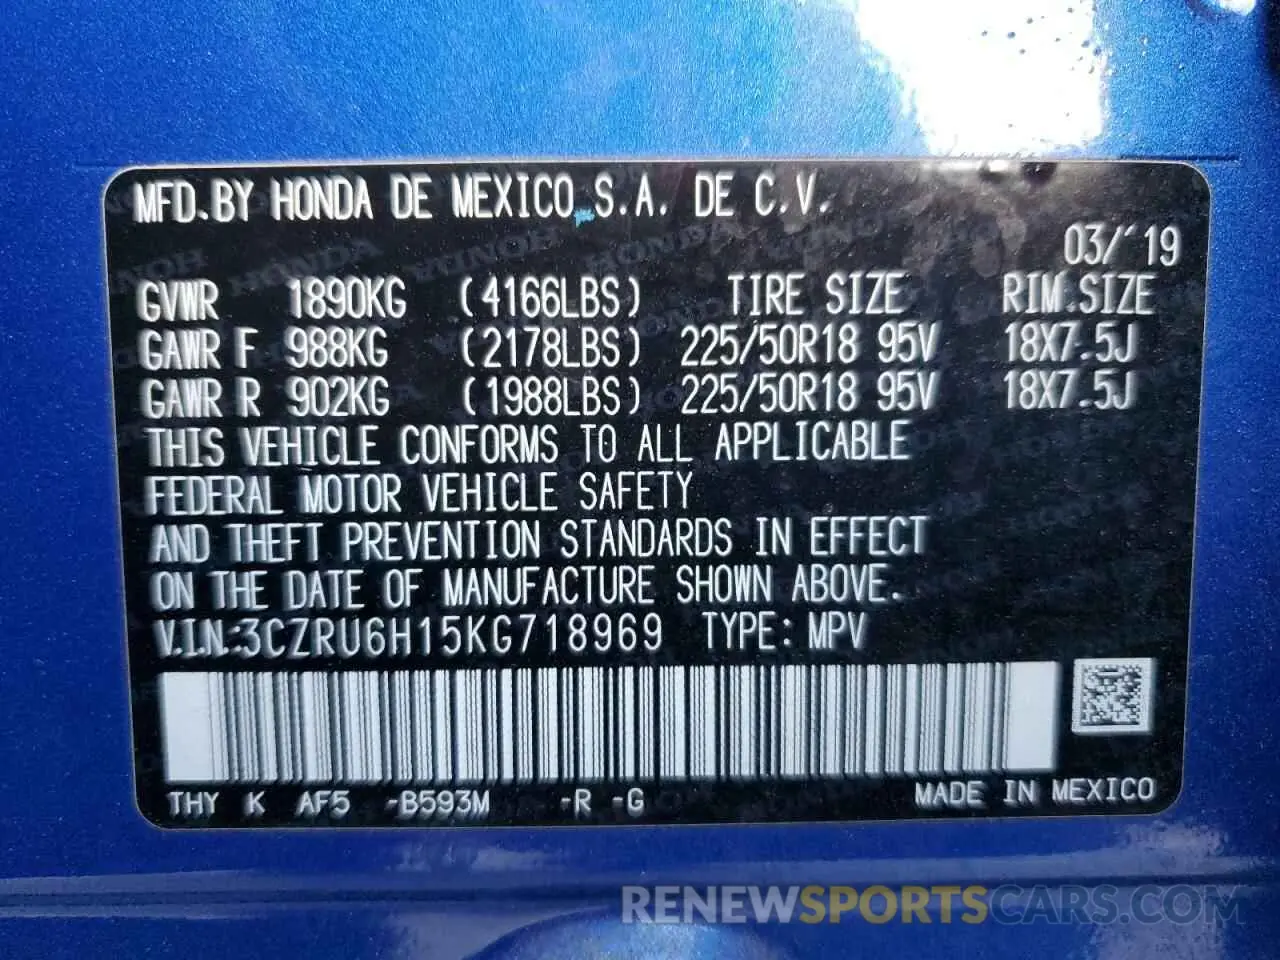 MFD.BY HONDA DE MEXICO S.A. DE C.V.
03/'19
GVWR 1890KG (4166LBS) TIRE SIZE RIM SIZE
GAWR F 988KG (2178LBS) 225/50R18 95V 18X7.5J
GAWR R 902KG (1988LBS) 225/50R18 95V 18X7.5J
THIS VEHICLE CONFORMS TO ALL APPLICABLE
FEDERAL MOTOR VEHICLE SAFETY
AND THEFT PREVENTION STANDARDS IN EFFECT
ON THE DATE OF MANUFACTURE SHOWN ABOVE.
V.I.N.:3CZRU6H15KG718969 TYPE: MPV
THY K AF5 -B593M -R -G MADE IN MEXICO
RENEWSPORTSCARS.COM